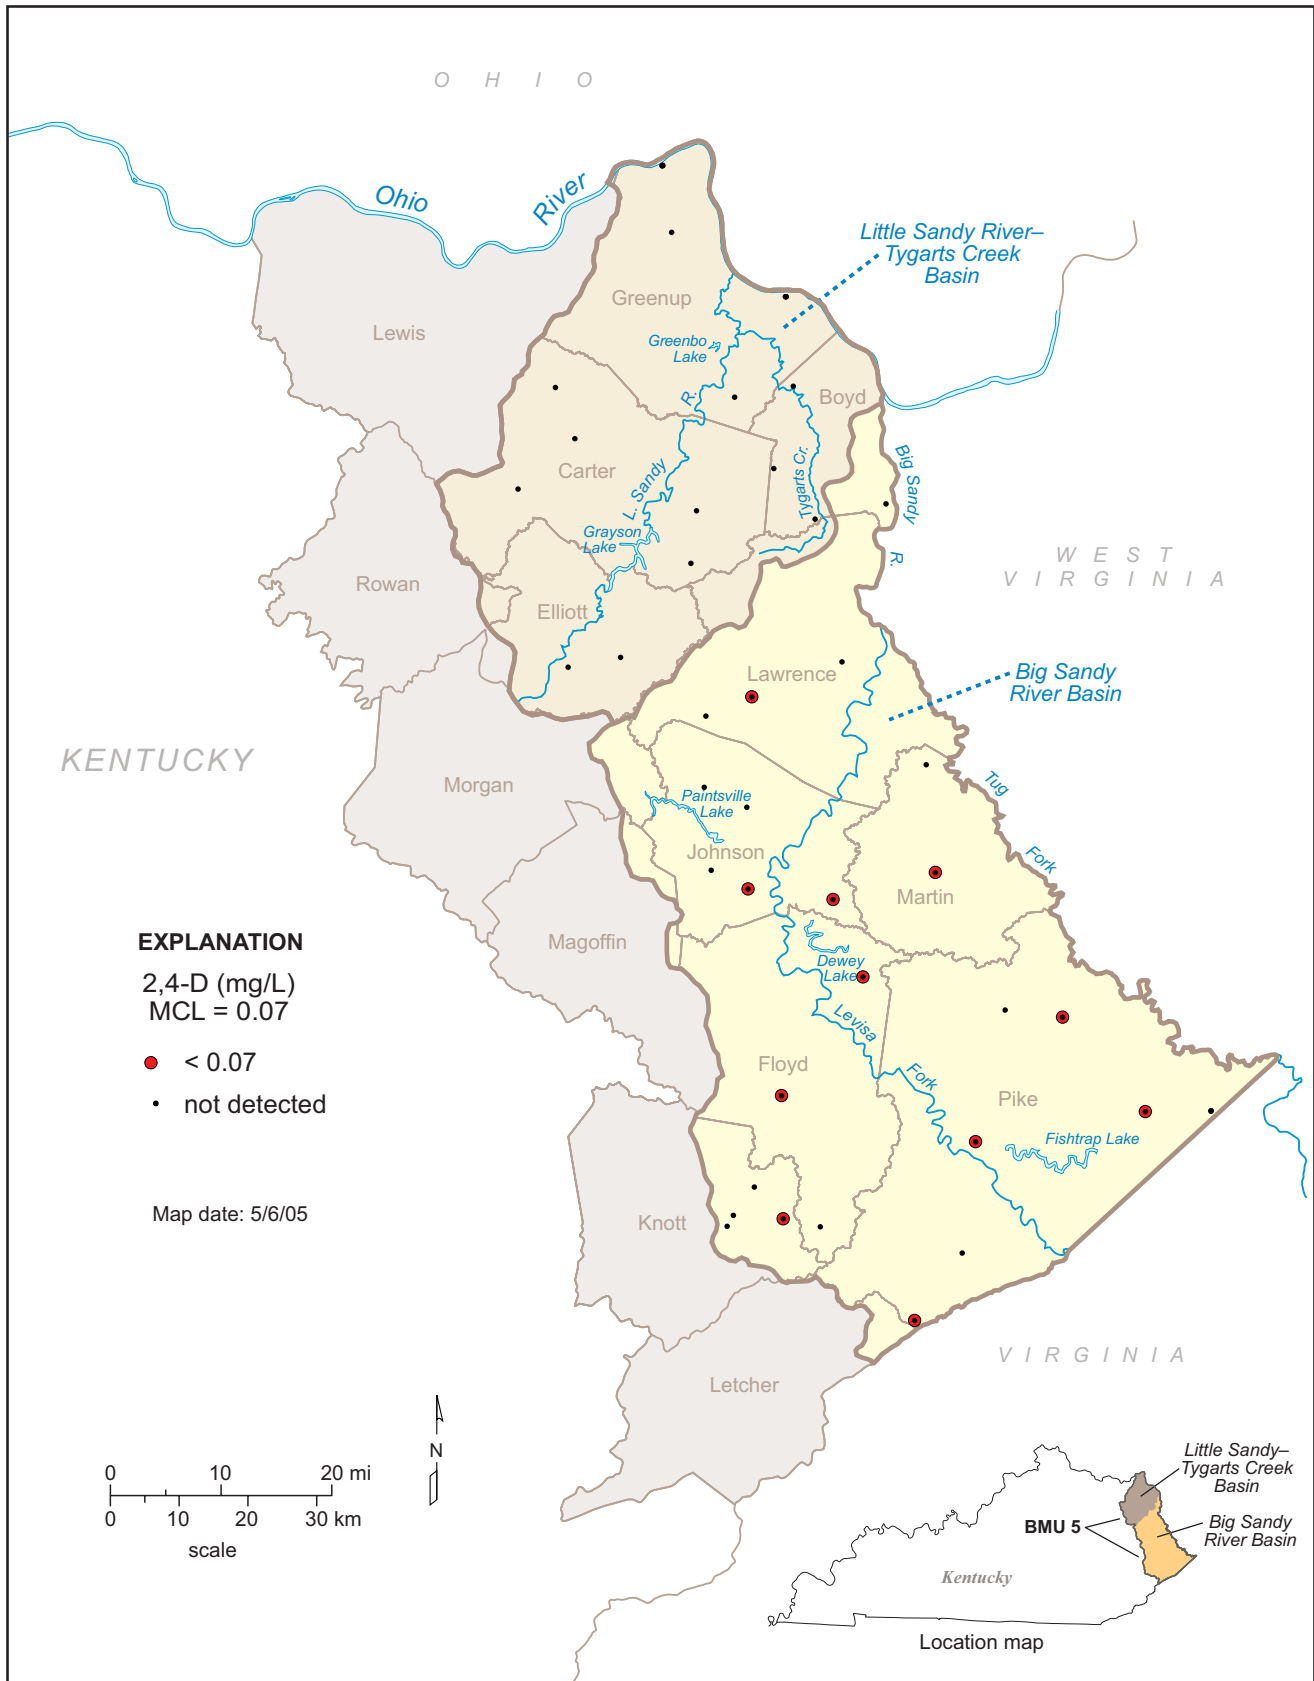 O H I O
Ohio
River
Little Sandy River–
Tygarts Creek
Basin
Greenup
Lewis
Greenbo
Lake
R.
Boyd
Big Sandy
R.
Carter
L. Sandy
Tygarts Cr.
Grayson
Lake
WEST
VIRGINIA
Rowan
Elliott
Lawrence
Big Sandy
River Basin
KENTUCKY
Morgan
Tug
Fork
Paintsville
Lake
Johnson
Martin
Magoffin
Dewey
Lake
Levisa
Fork
Floyd
Pike
Fishtrap Lake
EXPLANATION
2,4-D (mg/L)
MCL = 0.07
< 0.07
not detected
Map date: 5/6/05
Knott
VIRGINIA
Letcher
N
0 10 20 mi
0 10 20 30 km
scale
Little Sandy–
Tygarts Creek
Basin
BMU 5
Big Sandy
River Basin
Kentucky
Location map